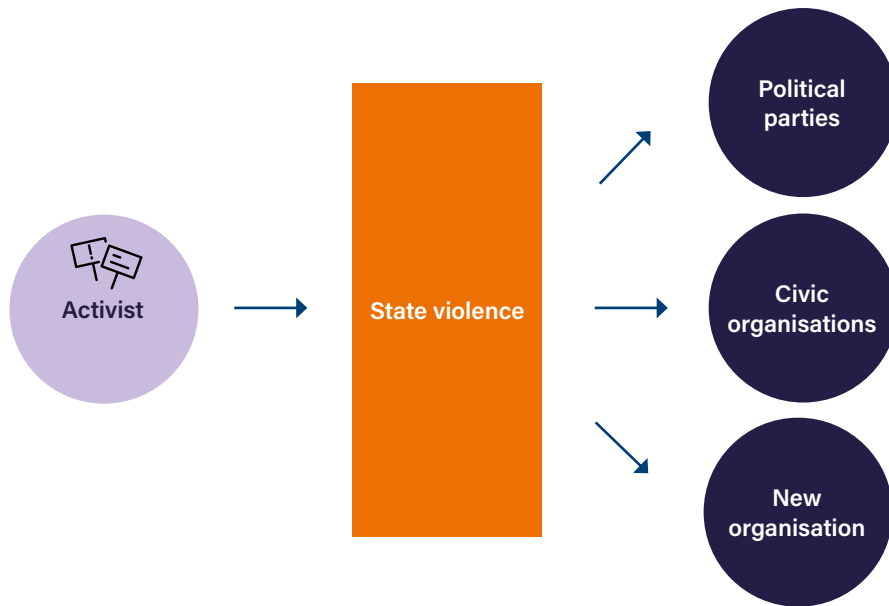 Political
parties
Activist
State violence
Civic
organisations
New
organisation